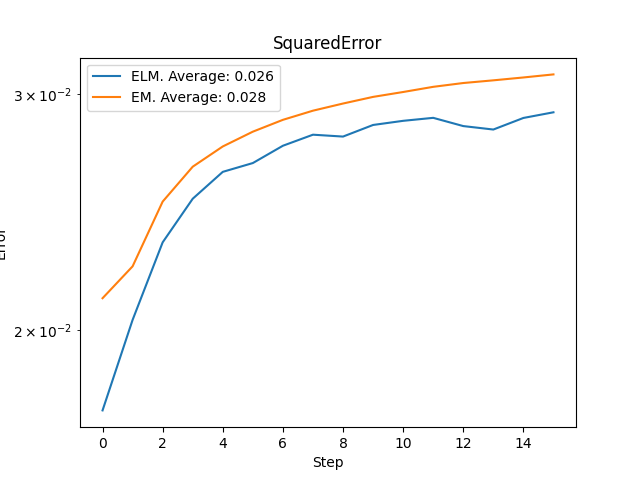 SquaredError
ELM. Average: 0.026
EM. Average: 0.028
3 × 10⁻²
2 × 10⁻²
Error
0 2 4 6 8 10 12 14
Step